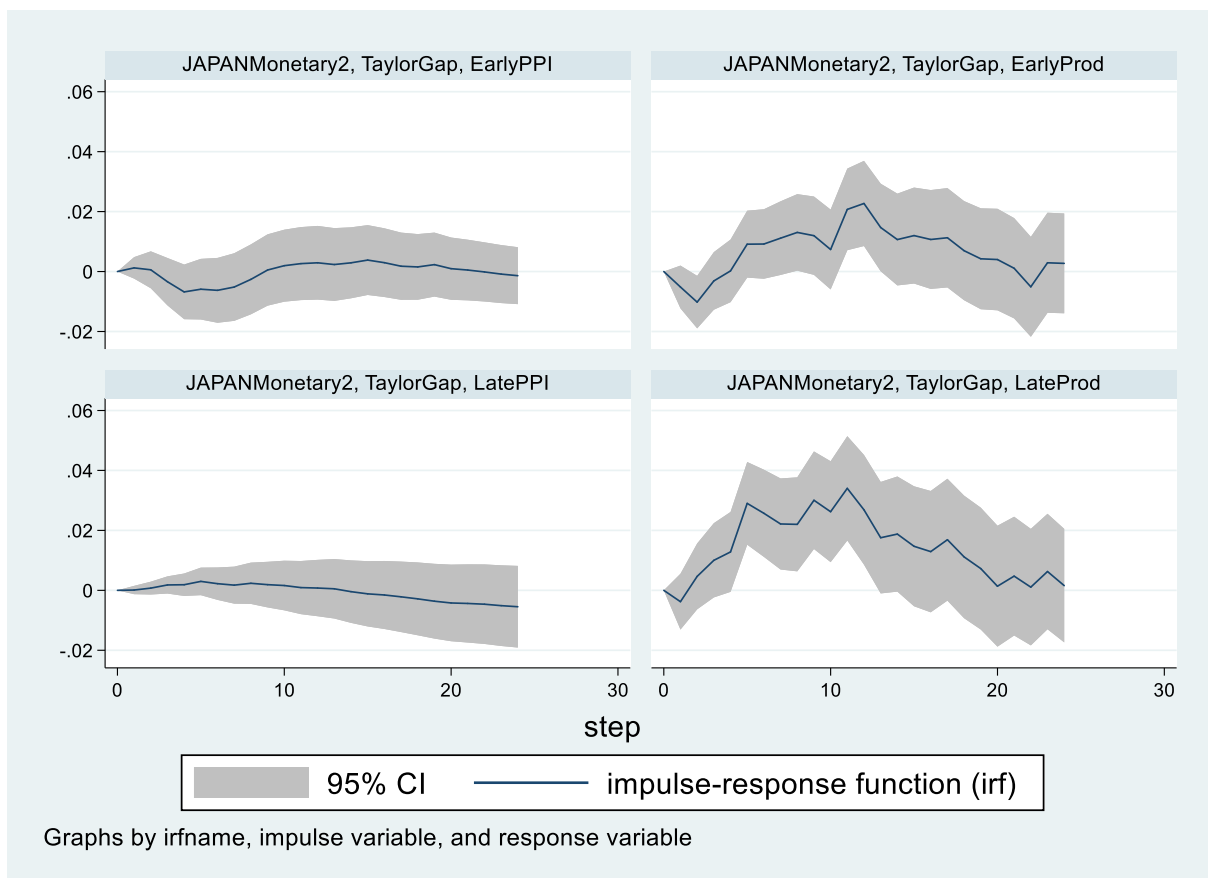 JAPANMonetary2, TaylorGap, EarlyPPI
JAPANMonetary2, TaylorGap, EarlyProd
.06
.04
.02
0
-.02
JAPANMonetary2, TaylorGap, LatePPI
JAPANMonetary2, TaylorGap, LateProd
.06
.04
.02
0
-.02
0 10 20 30
0 10 20 30
step
95% CI
impulse-response function (irf)
Graphs by irfname, impulse variable, and response variable